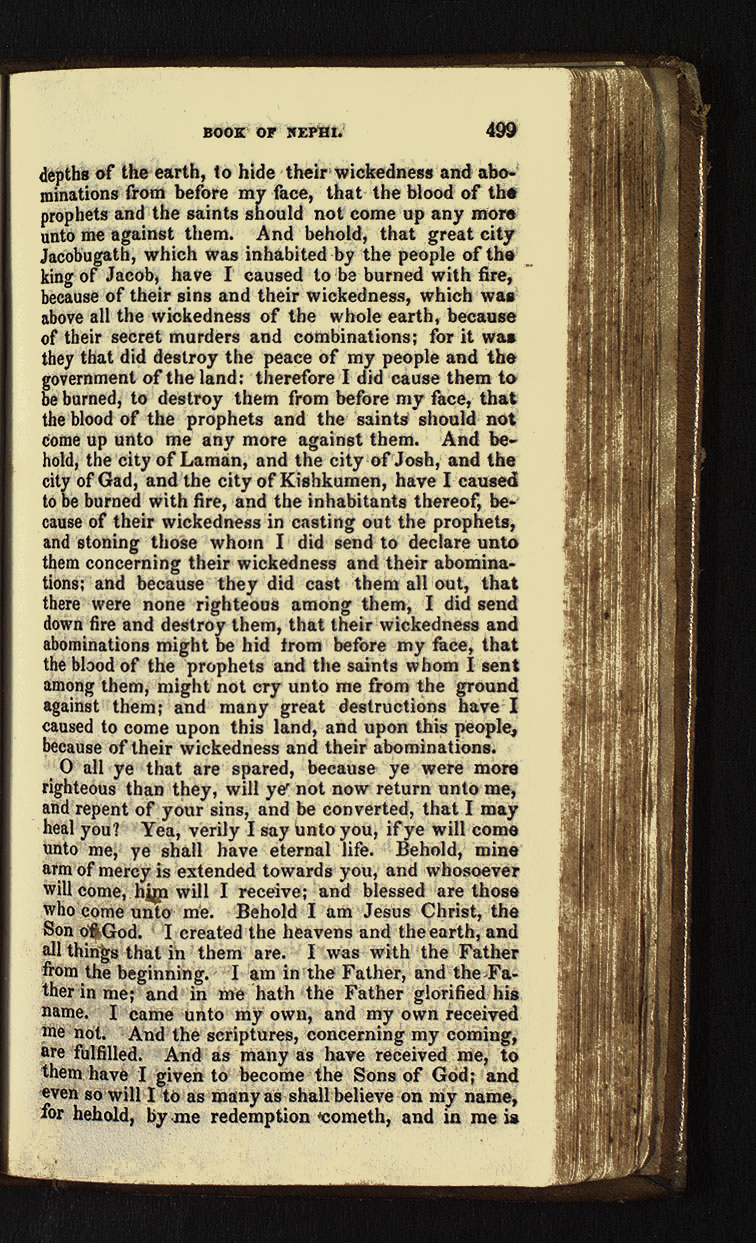 BOOK OF NEPHI. 499
depths of the earth, to hide their wickedness and abo-
minations from before my face, that the blood of the
prophets and the saints should not come up any more
unto me against them. And behold, that great city
Jacobugath, which was inhabited by the people of the
king of Jacob, have I caused to be burned with fire,
because of their sins and their wickedness, which was
above all the wickedness of the whole earth, because
of their secret murders and combinations; for it was
they that did destroy the peace of my people and the
government of the land: therefore I did cause them to
be burned, to destroy them from before my face, that
the blood of the prophets and the saints should not
come up unto me any more against them. And be-
hold, the city of Laman, and the city of Josh, and the
city of Gad, and the city of Kishkumen, have I caused
to be burned with fire, and the inhabitants thereof, be-
cause of their wickedness in casting out the prophets,
and stoning those whom I did send to declare unto
them concerning their wickedness and their abomina-
tions; and because they did cast them all out, that
there were none righteous among them, I did send
down fire and destroy them, that their wickedness and
abominations might be hid from before my face, that
the blood of the prophets and the saints whom I sent
among them, might not cry unto me from the ground
against them; and many great destructions have I
caused to come upon this land, and upon this people,
because of their wickedness and their abominations.
O all ye that are spared, because ye were more
righteous than they, will ye not now return unto me,
and repent of your sins, and be converted, that I may
heal you? Yea, verily I say unto you, if ye will come
unto me, ye shall have eternal life. Behold, mine
arm of mercy is extended towards you, and whosoever
will come, him will I receive; and blessed are those
who come unto me. Behold I am Jesus Christ, the
Son of God. I created the heavens and the earth, and
all things that in them are. I was with the Father
from the beginning. I am in the Father, and the Fa-
ther in me; and in me hath the Father glorified his
name. I came unto my own, and my own received
me not. And the scriptures, concerning my coming,
are fulfilled. And as many as have received me, to
them have I given to become the Sons of God; and
even so will I to as many as shall believe on my name,
for hehold, by me redemption cometh, and in me is